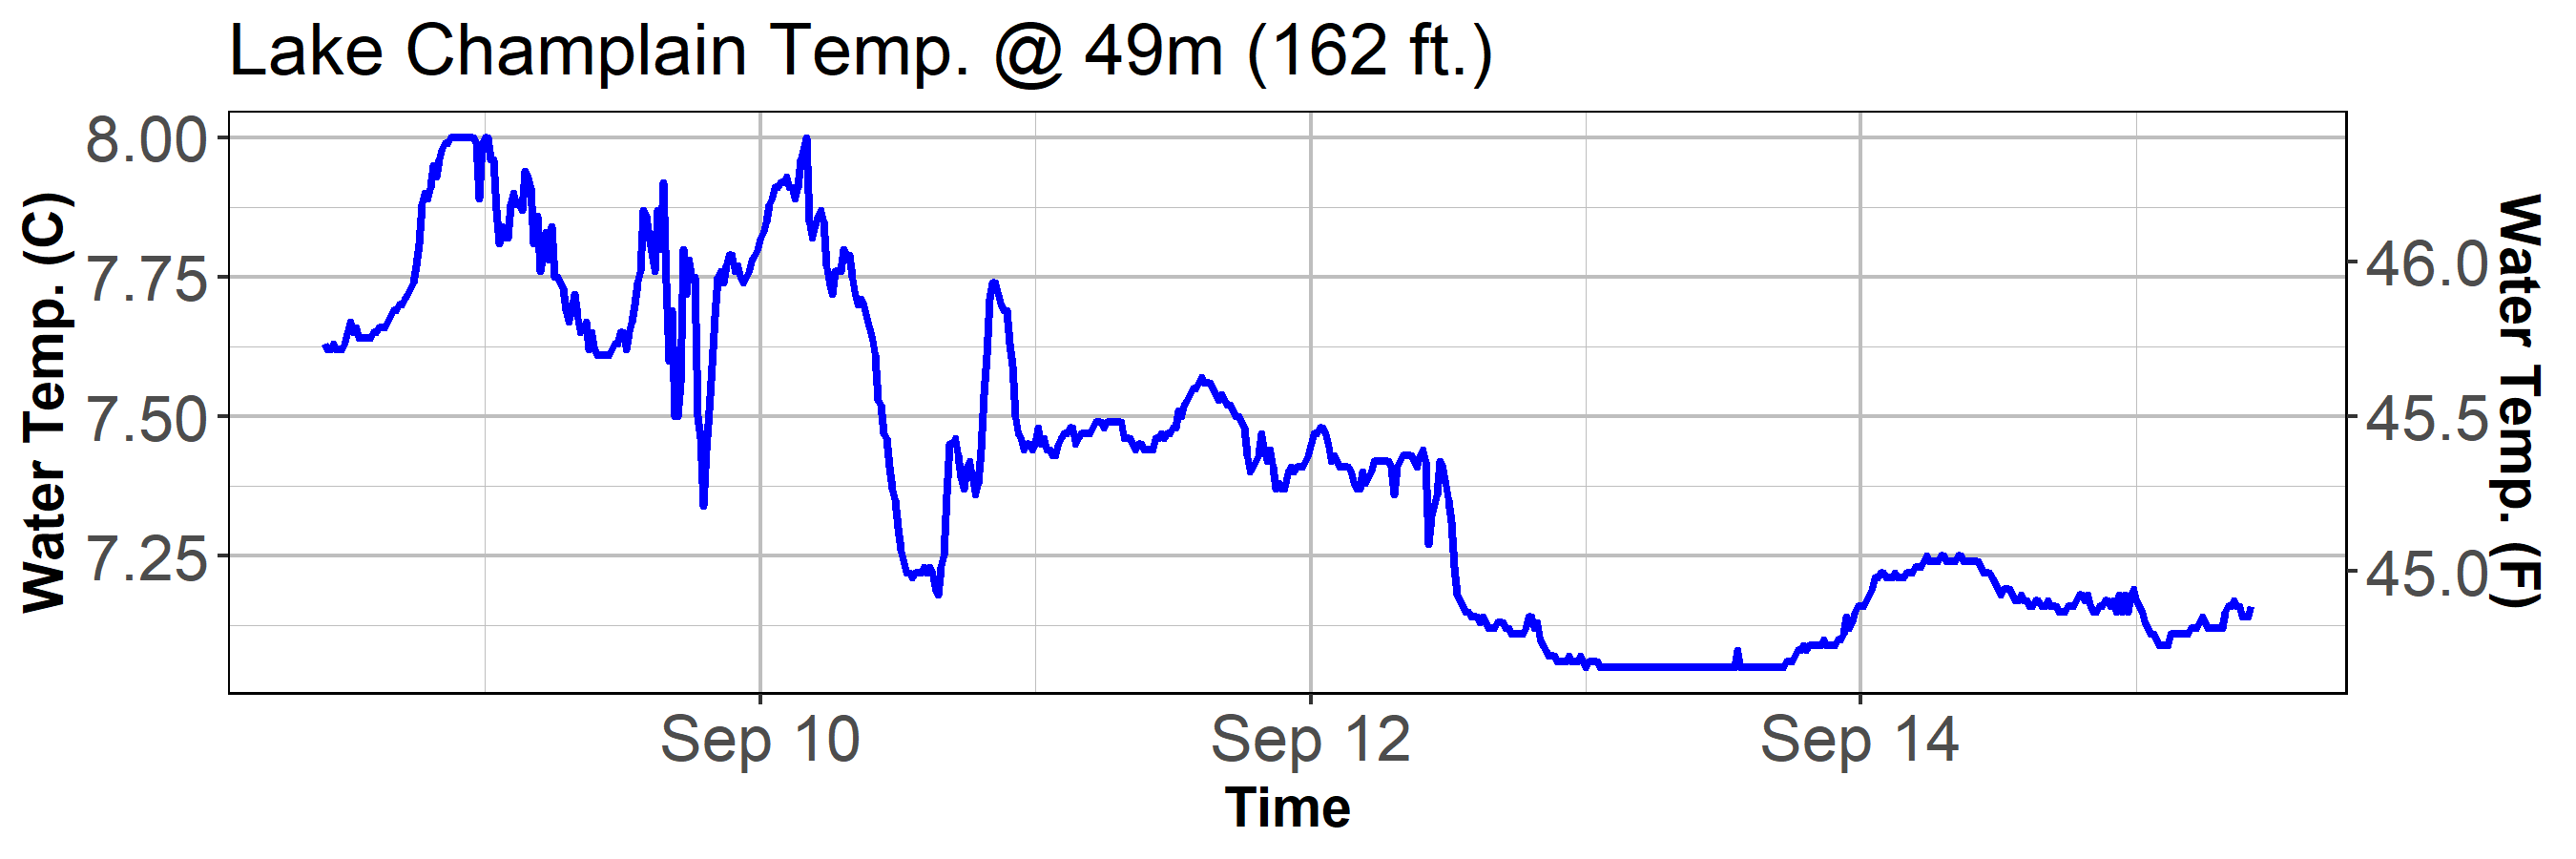 Lake Champlain Temp. @ 49m (162 ft.)
Water Temp. (C)
8.00
7.75
7.50
7.25
46.0
45.5
45.0
Water Temp. (F)
Sep 10
Sep 12
Sep 14
Time